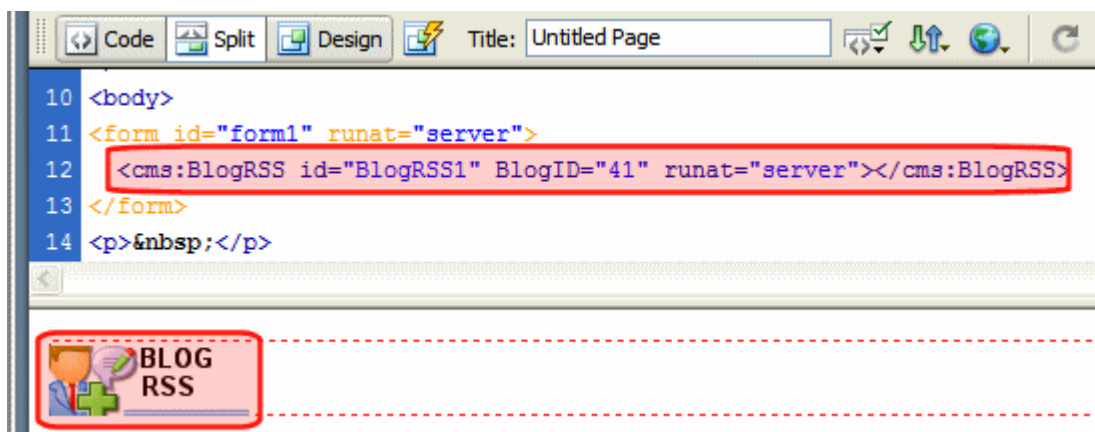 Code Split Design Title: Untitled Page
10 <body>
11 <form id="form1" runat="server">
12 <cms:BlogRSS id="BlogRSS1" BlogID="41" runat="server"></cms:BlogRSS>
13 </form>
14 <p>&nbsp;</p>
BLOG
RSS